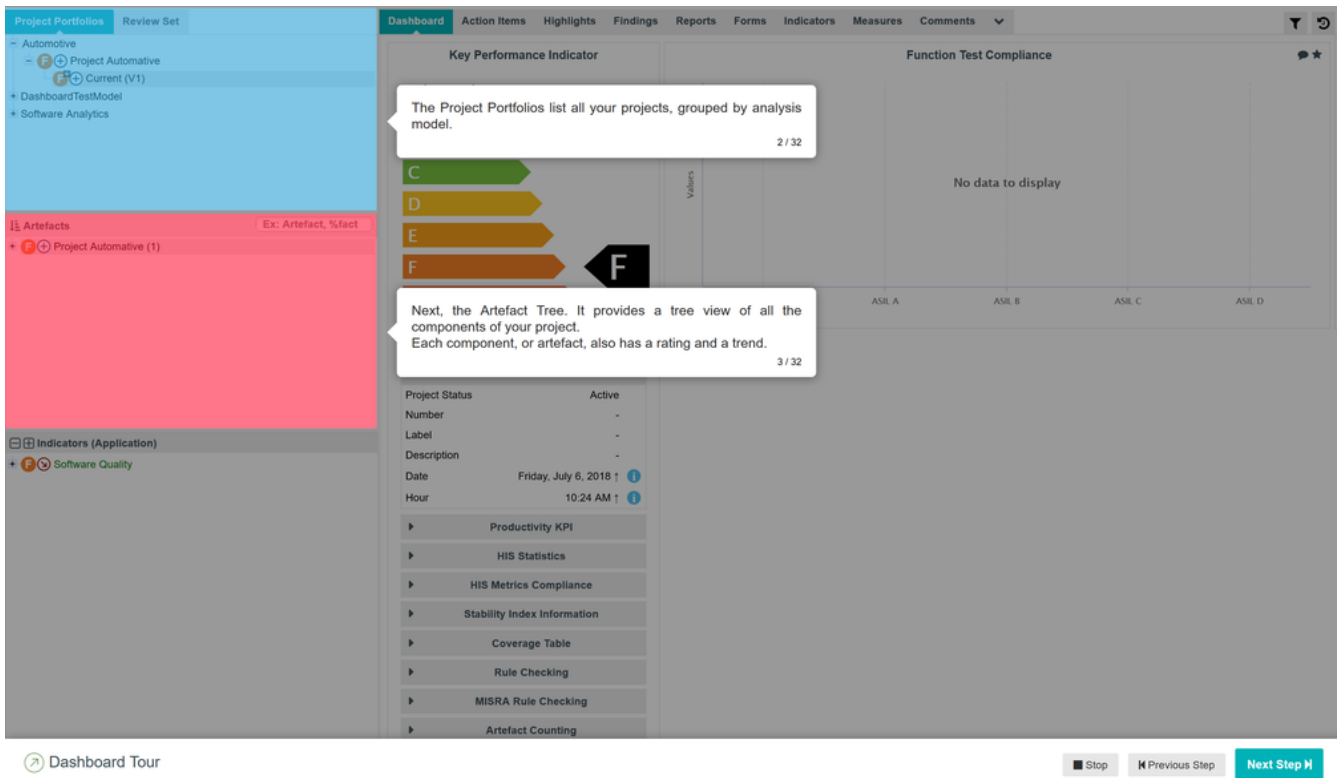 Project Portfolios
Review Set
Automotive
Project Automative
Current (V1)
DashboardTestModel
Software Analytics
Artefacts
Ex: Artefact, %fact
Project Automative (1)
Indicators (Application)
Software Quality
Dashboard
Action Items
Highlights
Findings
Reports
Forms
Indicators
Measures
Comments
Key Performance Indicator
The Project Portfolios list all your projects, grouped by analysis
model.
2 / 32
C
D
E
F
F
Next, the Artefact Tree. It provides a tree view of all the
components of your project.
Each component, or artefact, also has a rating and a trend.
3 / 32
Project Status Active
Number -
Label -
Description -
Date Friday, July 6, 2018 ↑
Hour 10:24 AM ↑
Productivity KPI
HIS Statistics
HIS Metrics Compliance
Stability Index Information
Coverage Table
Rule Checking
MISRA Rule Checking
Artefact Counting
Function Test Compliance
Values
No data to display
ASIL A
ASIL B
ASIL C
ASIL D
Dashboard Tour
Stop
Previous Step
Next Step